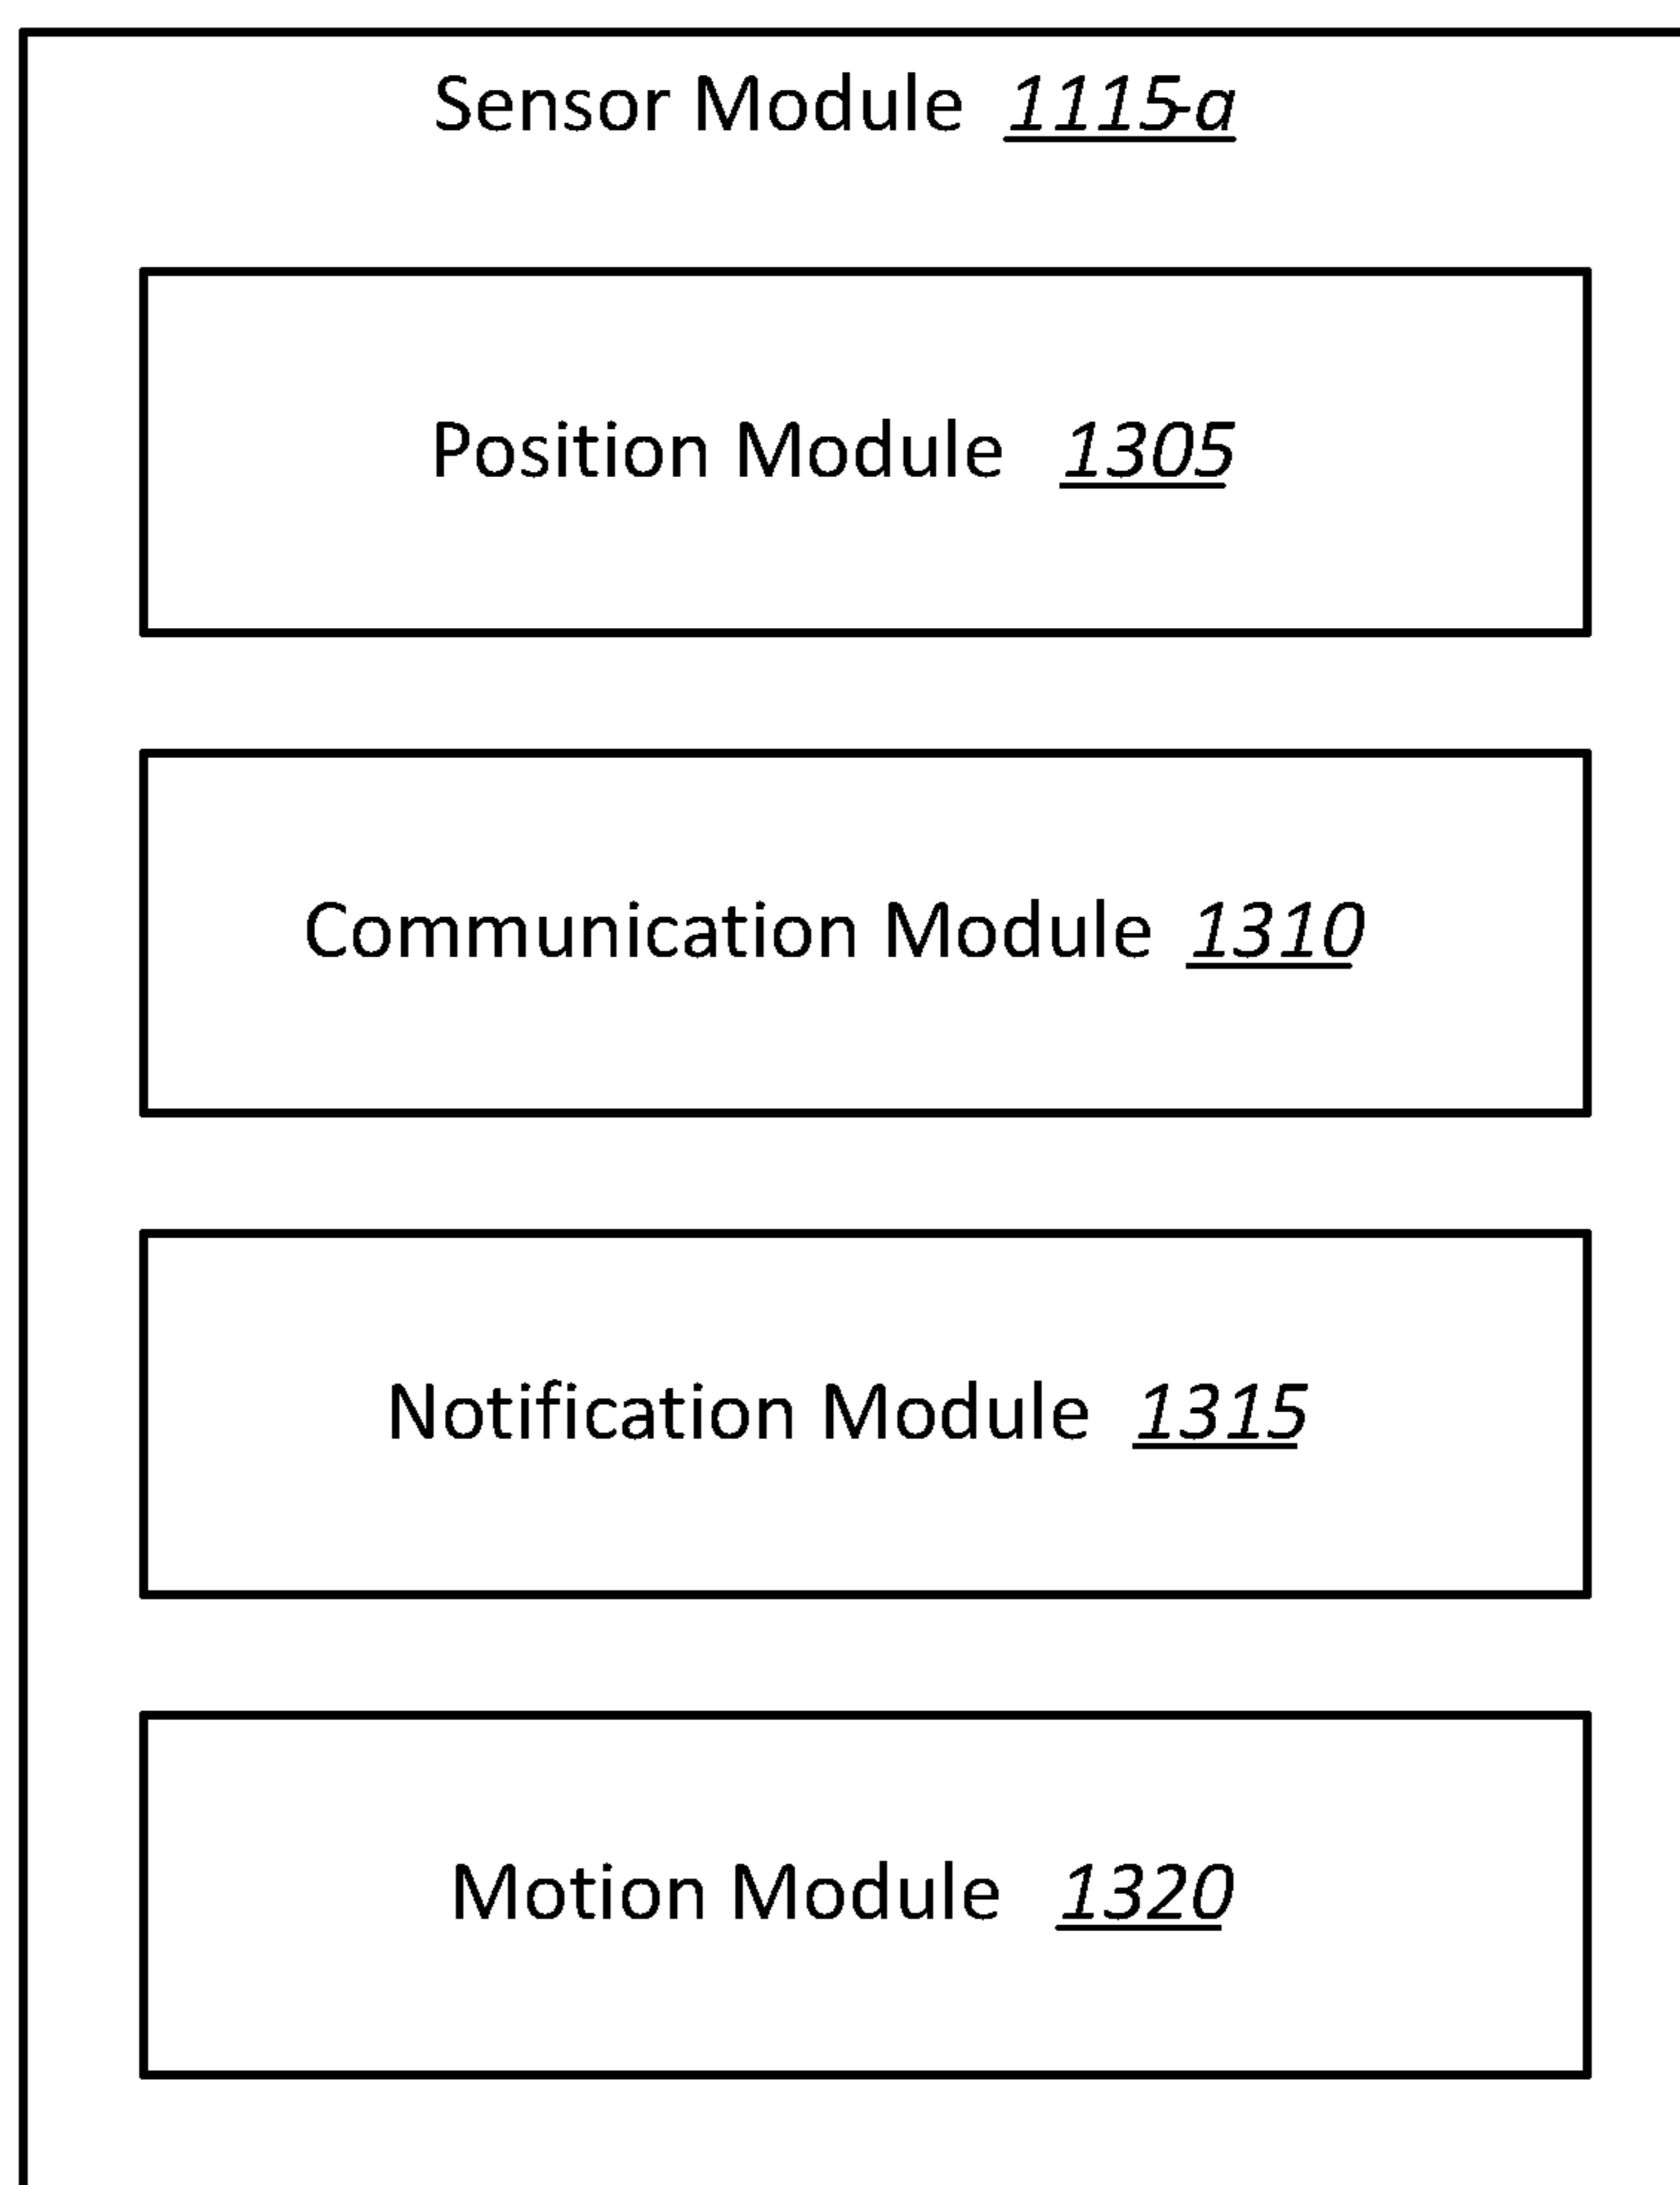 Sensor Module 1115-a
Position Module 1305
Communication Module 1310
Notification Module 1315
Motion Module 1320